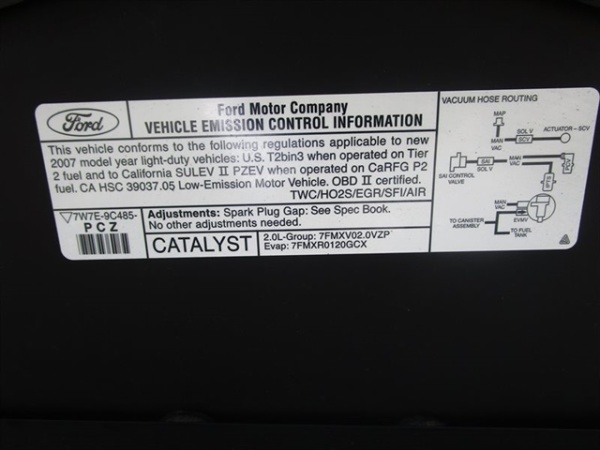 Ford
Ford Motor Company
VEHICLE EMISSION CONTROL INFORMATION
This vehicle conforms to the following regulations applicable to new
2007 model year light-duty vehicles: U.S. T2bin3 when operated on Tier
2 fuel and to California SULEV II PZEV when operated on CaRFG P2
fuel. CA HSC 39037.05 Low-Emission Motor Vehicle. OBD II certified.
TWC/HO2S/EGR/SFI/AIR
7W7E-9C485-
PCZ
Adjustments: Spark Plug Gap: See Spec Book.
No other adjustments needed.
CATALYST
2.0L-Group: 7FMXV02.0VZP
Evap: 7FMXR0120GCX
VACUUM HOSE ROUTING
MAP
SOL V
ACTUATOR - SCV
MAN
VAC
SCV
SOL V
MAN
VAC
SAI
SAI CONTROL
VALVE
PCV
MAN
VAC
EVMV
TO CANISTER
ASSEMBLY
TO FUEL
TANK